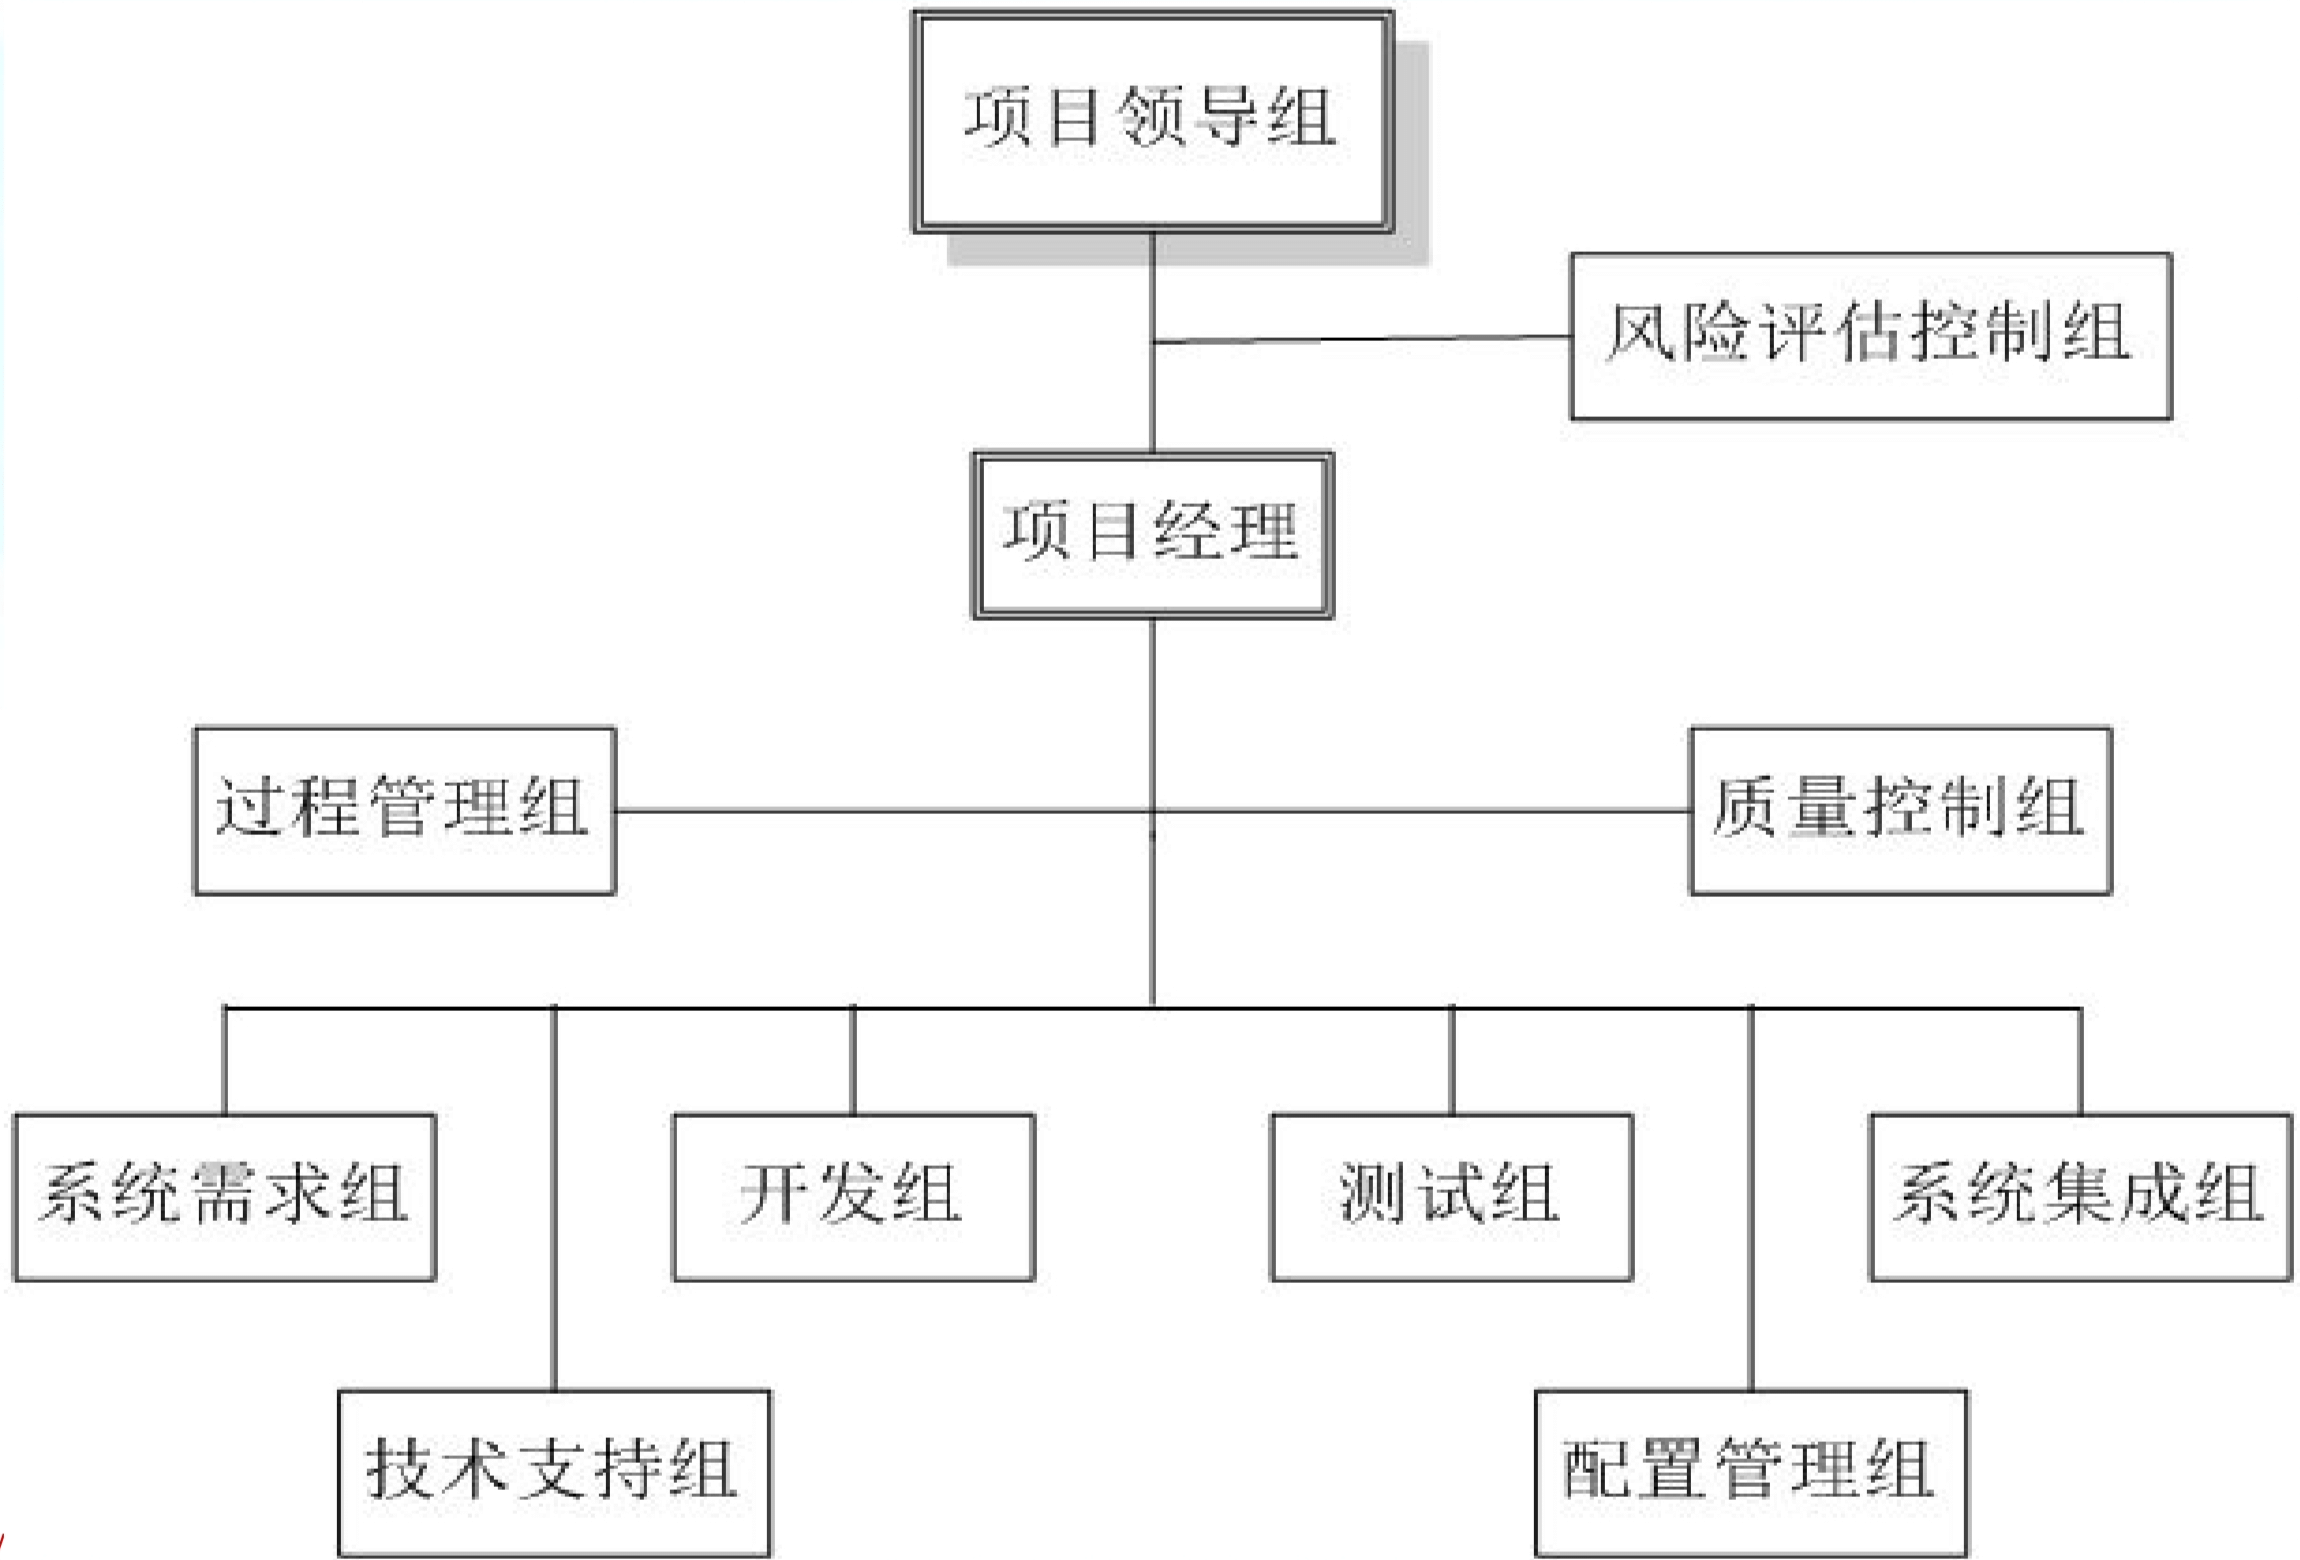 项目领导组
风险评估控制组
项目经理
过程管理组
质量控制组
系统需求组
开发组
测试组
系统集成组
技术支持组
配置管理组